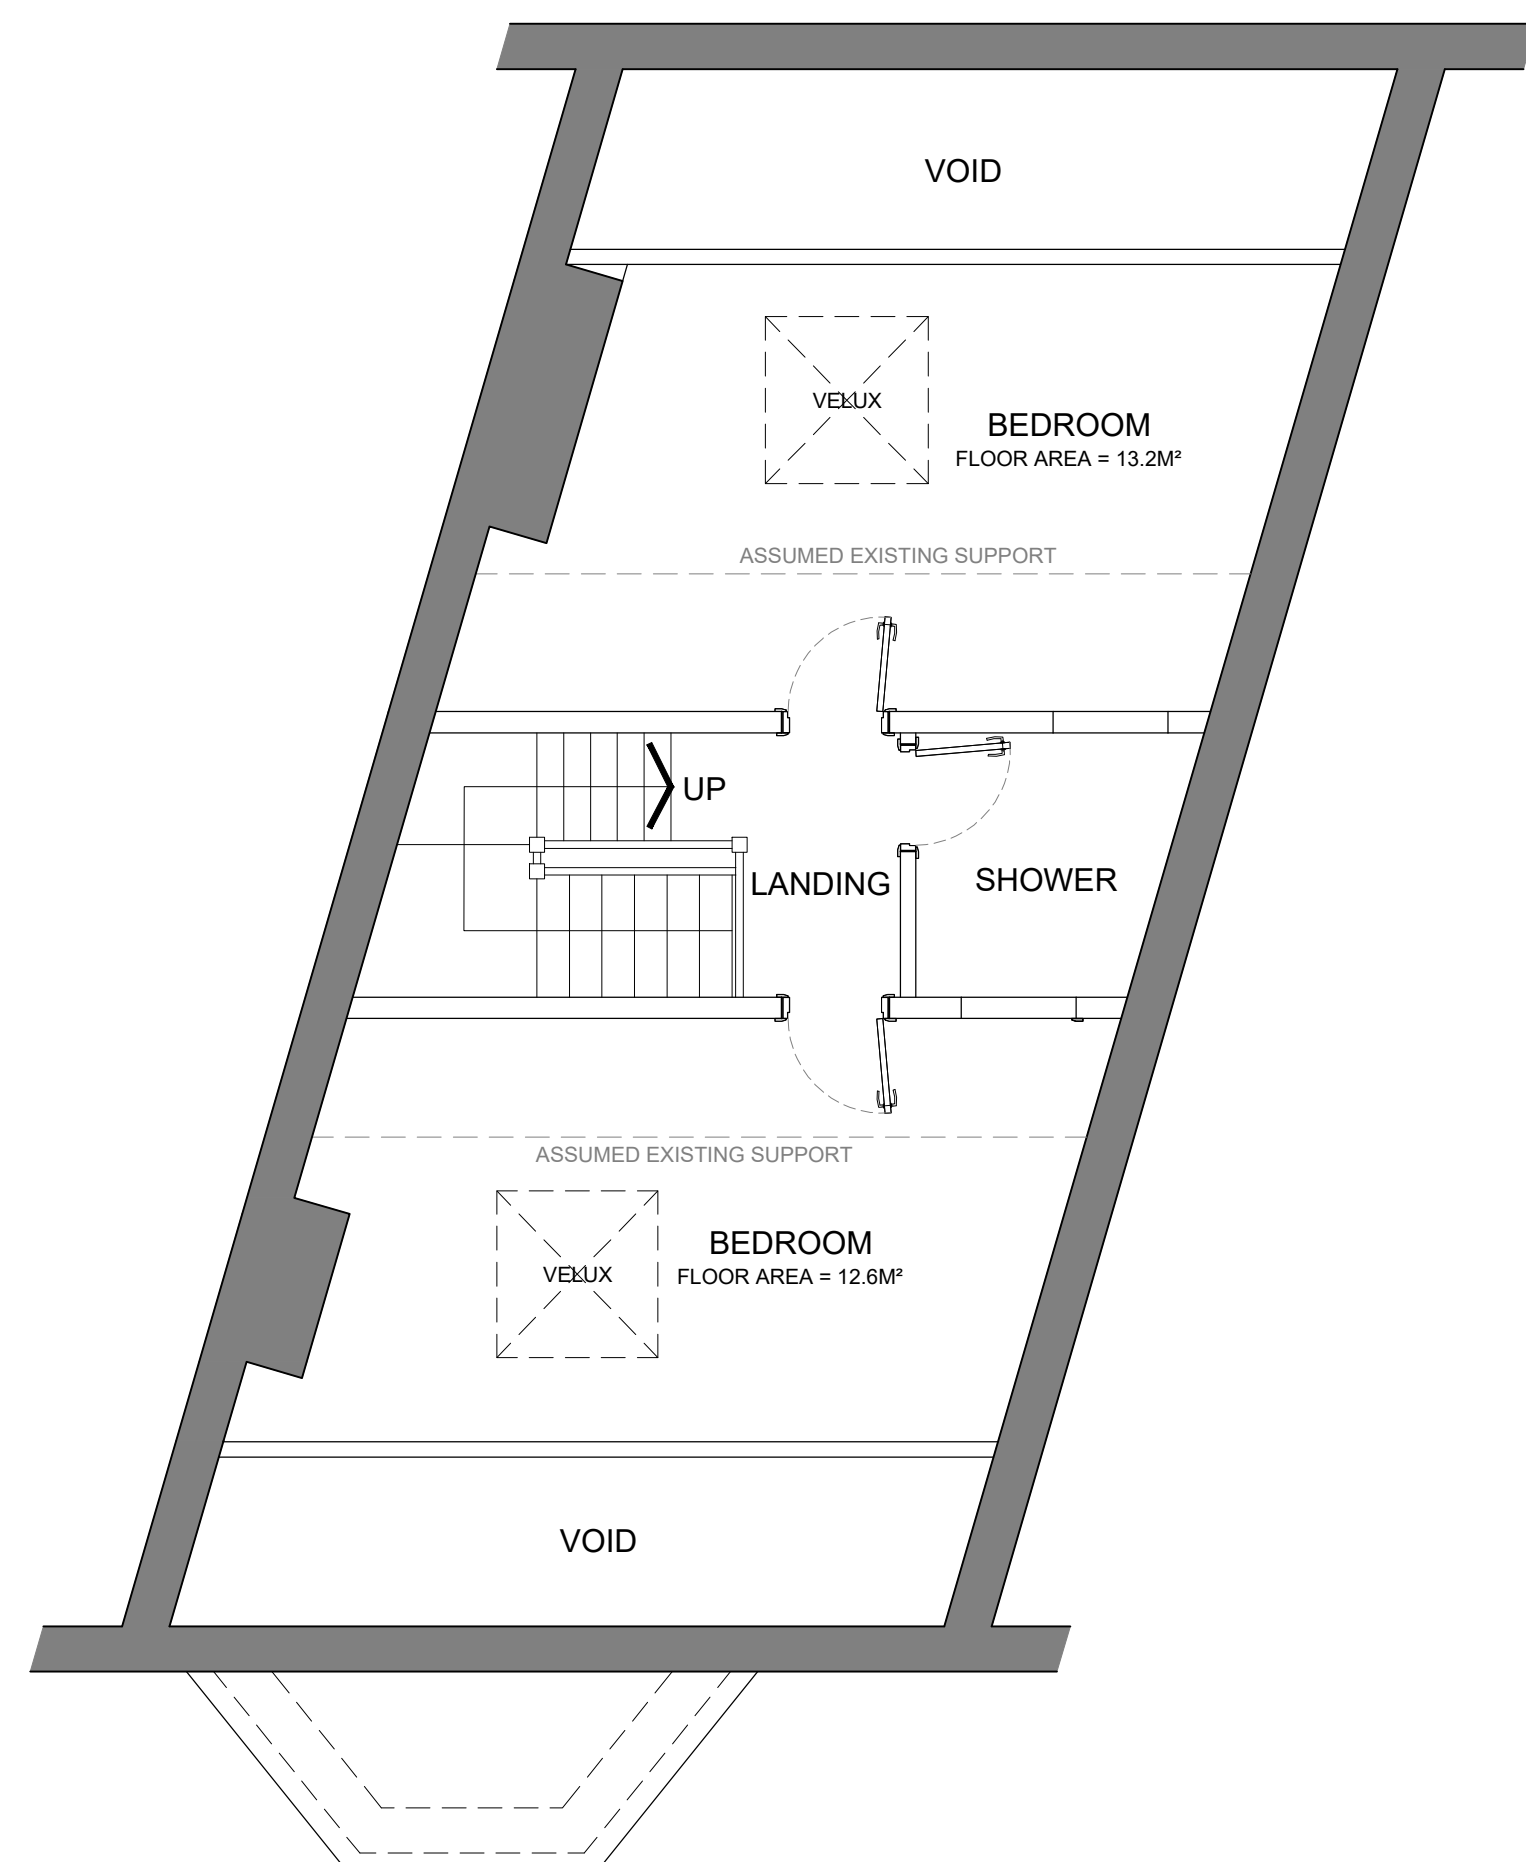 VOID
VELUX
BEDROOM
FLOOR AREA = 13.2M²
ASSUMED EXISTING SUPPORT
UP
LANDING
SHOWER
ASSUMED EXISTING SUPPORT
BEDROOM
VELUX
FLOOR AREA = 12.6M²
VOID